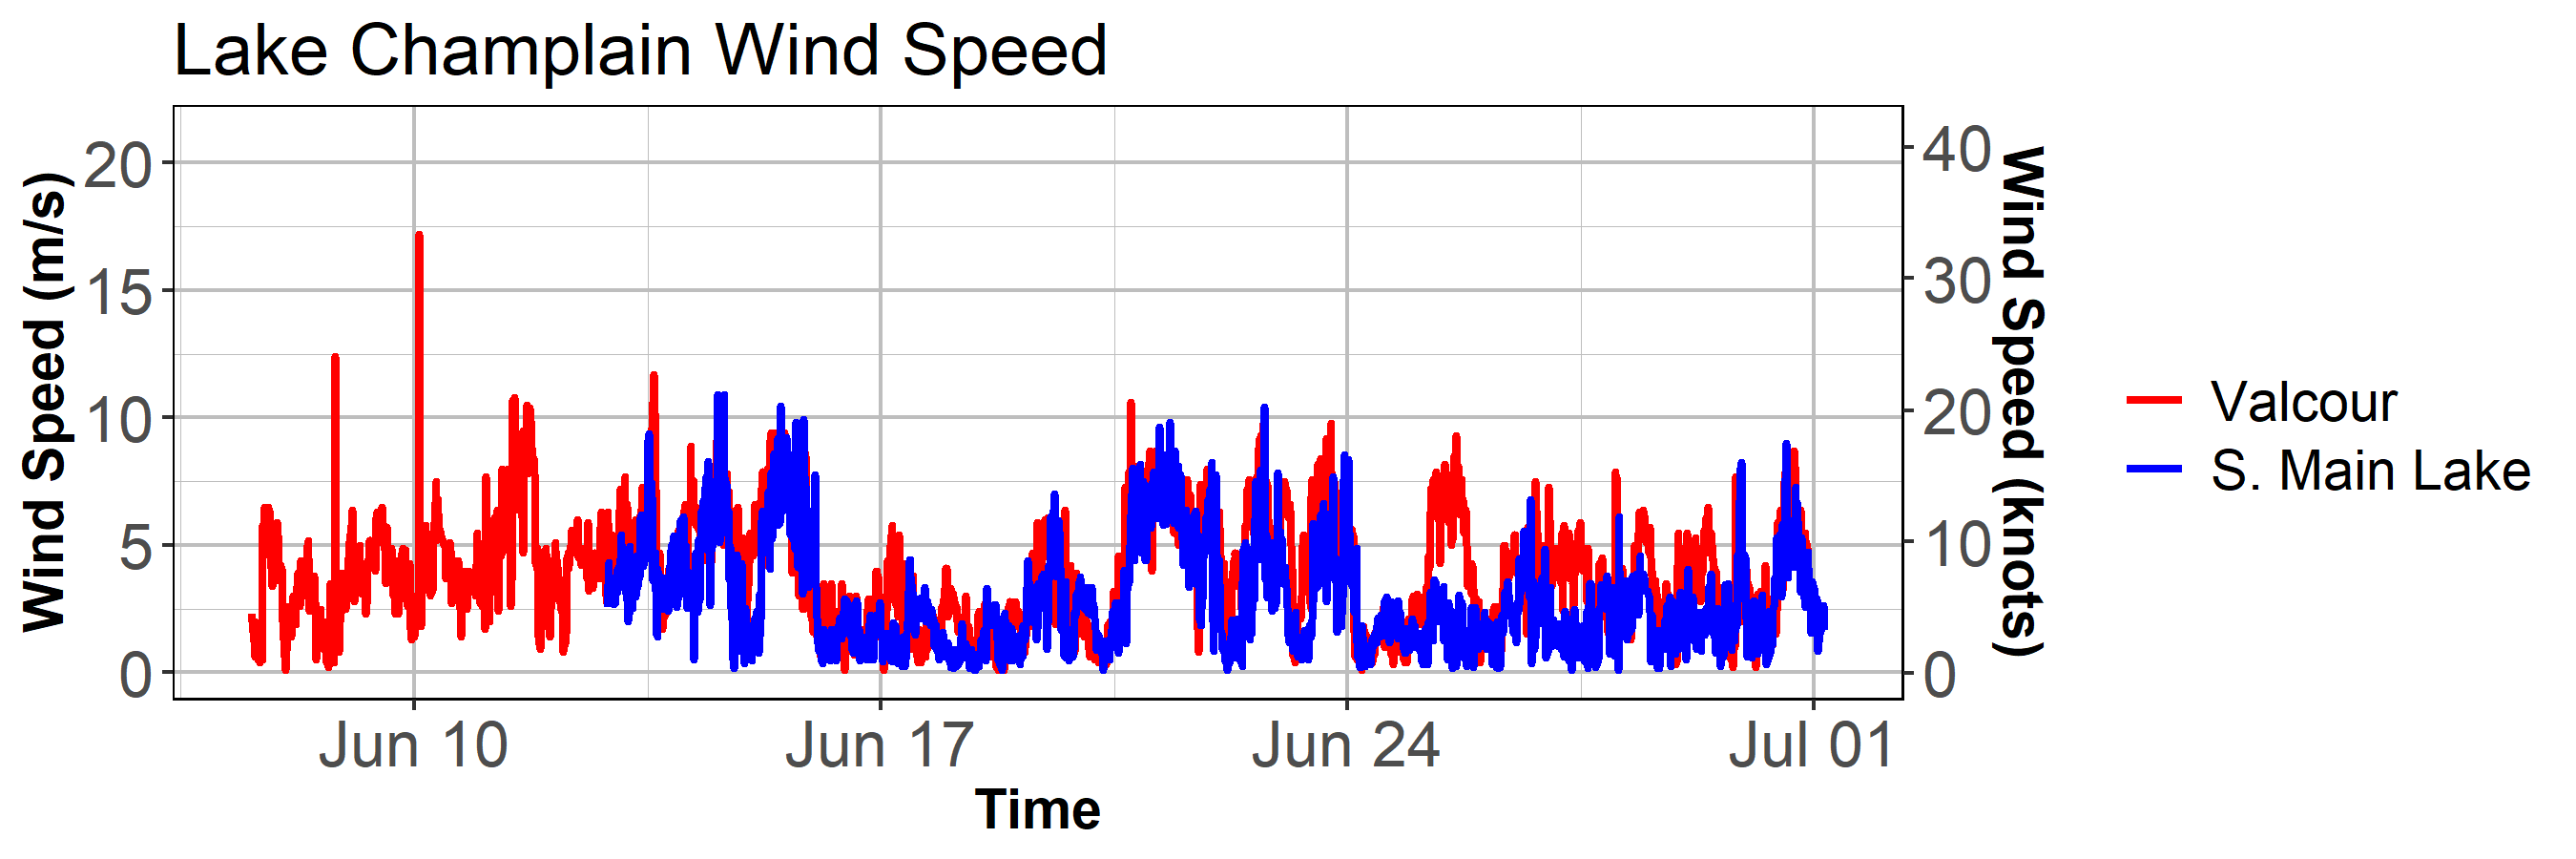 Lake Champlain Wind Speed
Wind Speed (m/s)
20
15
10
5
0
40
30
20
10
0
Wind Speed (knots)
Jun 10
Jun 17
Jun 24
Jul 01
Time
Valcour
S. Main Lake